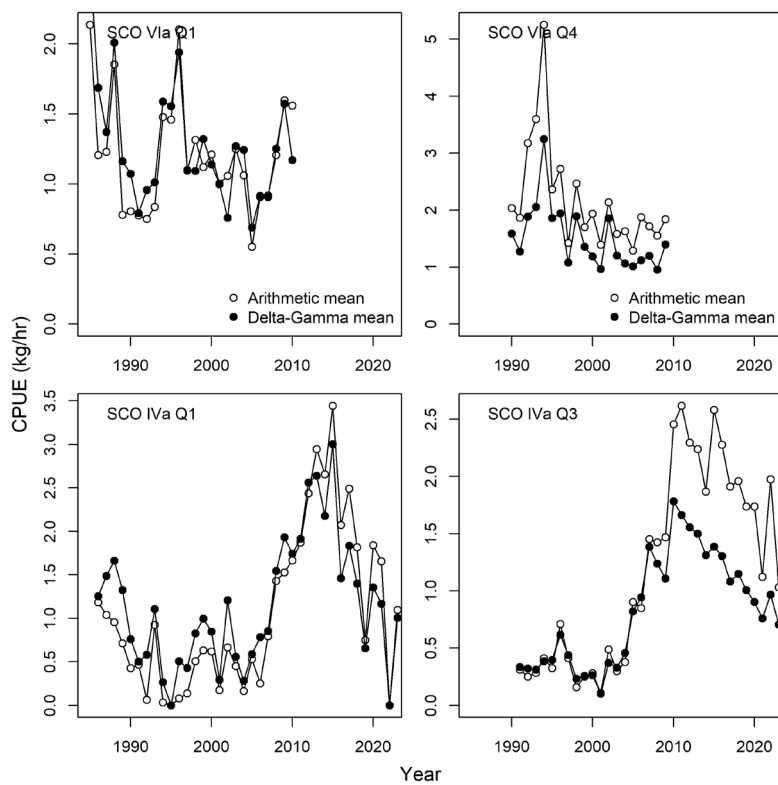 SCO VIa Q1
0.0 0.5 1.0 1.5 2.0
Arithmetic mean
Delta-Gamma mean
1990 2000 2010 2020
SCO VIa Q4
0 1 2 3 4 5
Arithmetic mean
Delta-Gamma mean
1990 2000 2010 2020
CPUE (kg/hr)
SCO IVa Q1
0.0 0.5 1.0 1.5 2.0 2.5 3.0 3.5
1990 2000 2010 2020
SCO IVa Q3
0.0 0.5 1.0 1.5 2.0 2.5
1990 2000 2010 2020
Year